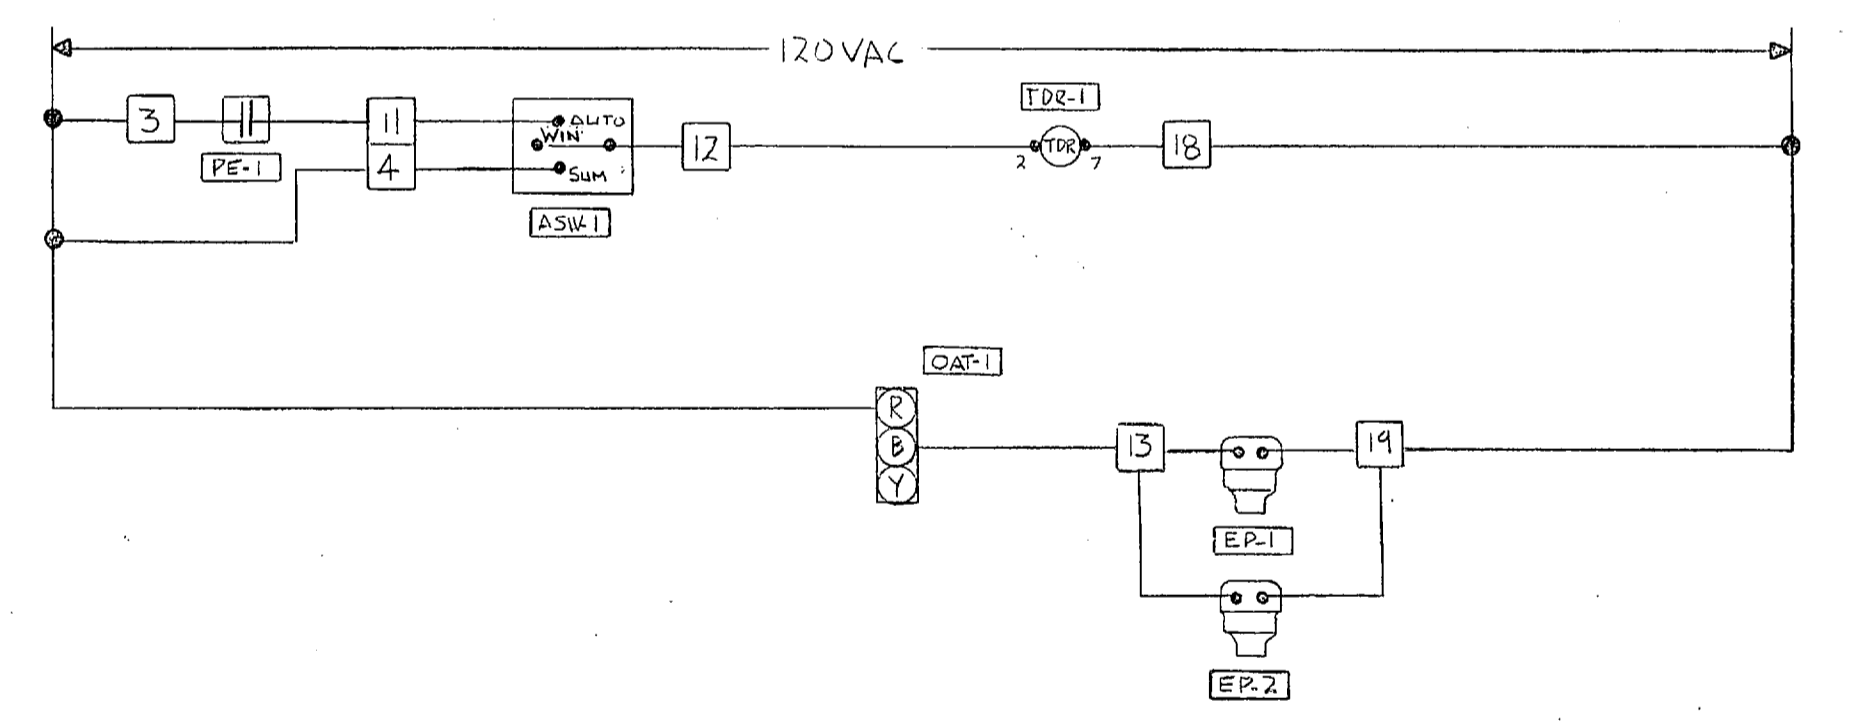 120VAC
TDR-1
3
11
AUTO
WIN
12
2
TDR
7
18
PE-1
4
SUM
ASW-1
OAT-1
R
B
Y
13
19
EP-1
EP-2